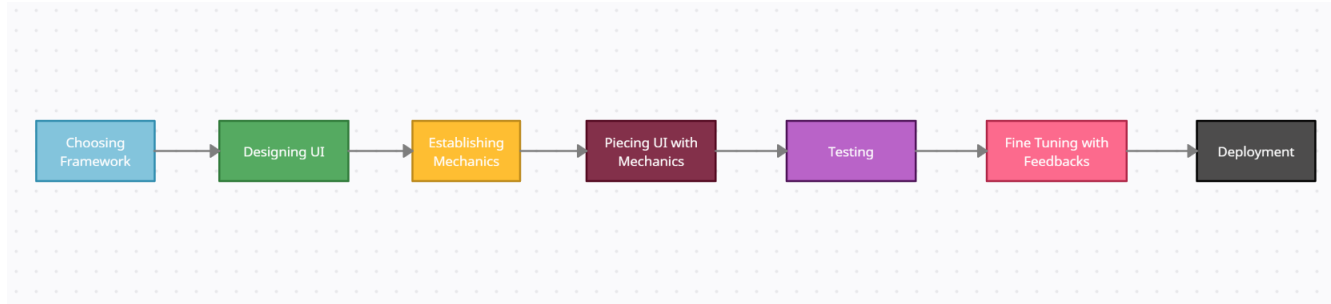 Choosing
Framework
Designing UI
Establishing
Mechanics
Piecing UI with
Mechanics
Testing
Fine Tuning with
Feedbacks
Deployment